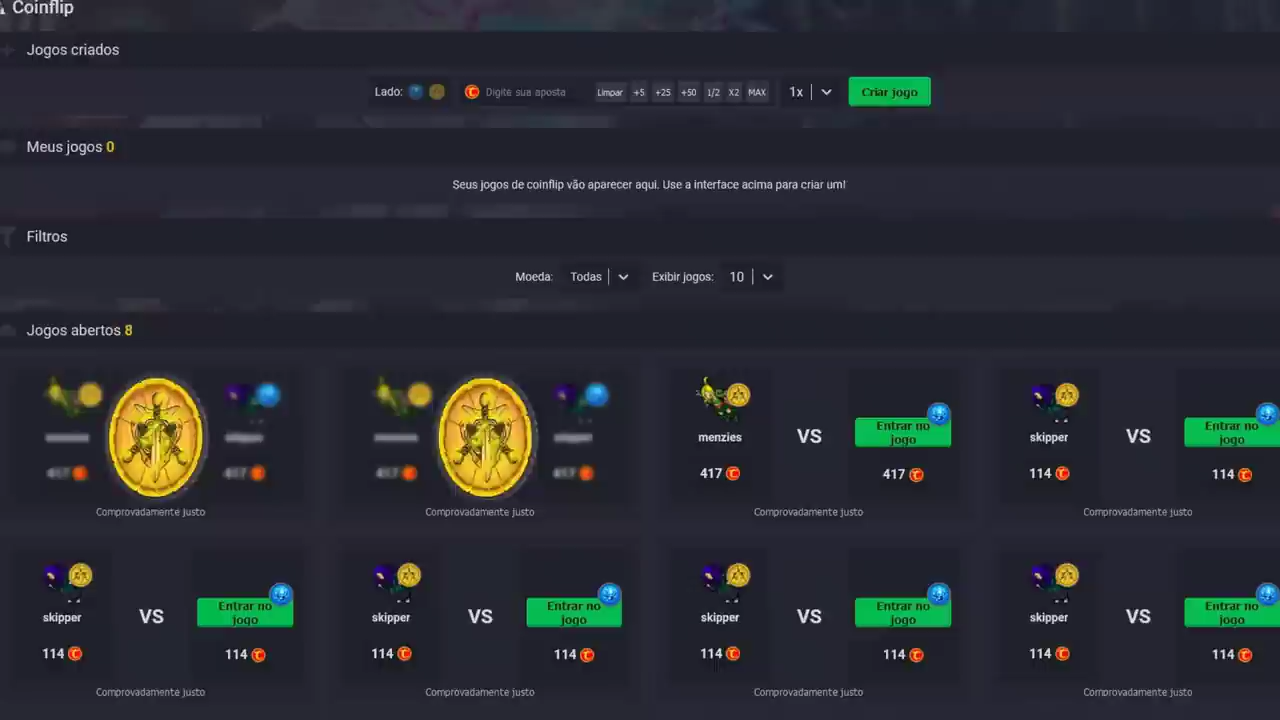 Coinflip
Jogos criados
Lado: Digite sua aposta Limpar +5 +25 +50 1/2 X2 MAX 1x Criar jogo
Meus jogos 0
Seus jogos de coinflip vão aparecer aqui. Use a interface acima para criar um!
Filtros
Moeda: Todas Exibir jogos: 10
Jogos abertos 8
417 417
Comprovadamente justo
417 417
Comprovadamente justo
menzies VS Entrar no
jogo
417 417
Comprovadamente justo
skipper VS Entrar no
jogo
114 114
Comprovadamente justo
skipper VS Entrar no
jogo
114 114
Comprovadamente justo
skipper VS Entrar no
jogo
114 114
Comprovadamente justo
skipper VS Entrar no
jogo
114 114
Comprovadamente justo
skipper VS Entrar no
jogo
114 114
Comprovadamente justo